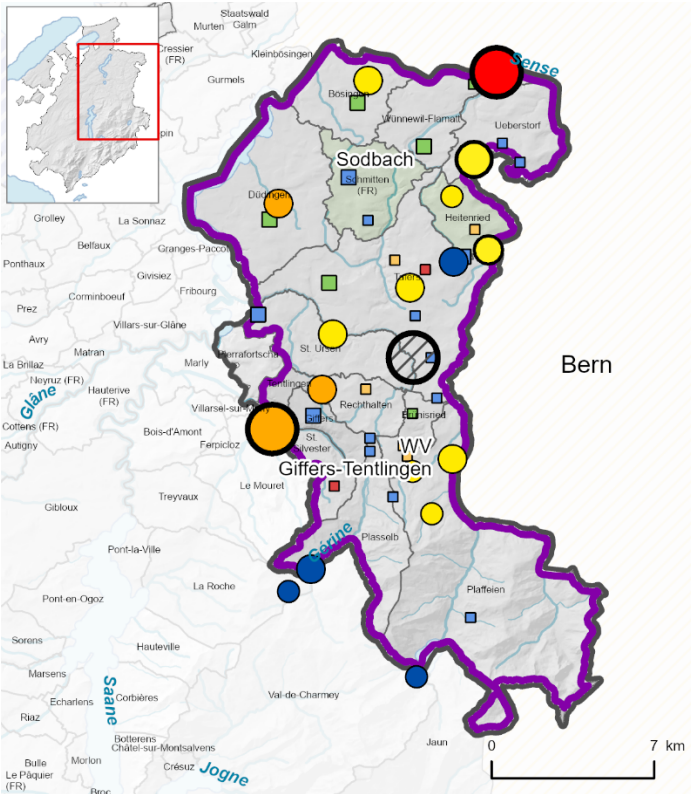 Staatswald
Galm
Murten
Cressier
(FR)
Kleinbösingen
Sense
Gurmels
Bösingen
Wünnewil-Flamatt
Ueberstorf
Sodbach
Schmitten
(FR)
Düdingen
Heitenried
Grolley
La Sonnaz
Belfaux
Granges-Paccot
Ponthaux
Givisiez
Tafers
Corminboeuf
Fribourg
Prez
Villars-sur-Glâne
Avry
Matran
St. Ursen
Pierrafortscha
Bern
La Brillaz
Marly
Neyruz (FR)
Tentlingen
Hauterive
(FR)
Glâne
Villarsel-sur-Marly
Rechthalten
Brünisried
Giffers
Cottens (FR)
Bois-d'Amont
St.
Silvester
Autigny
Ferpicloz
WV
Giffers-Tentlingen
Le Mouret
Treyvaux
Gibloux
Gérine
Plasselb
Pont-la-Ville
La Roche
Plaffeien
Pont-en-Ogoz
Sorens
Hauteville
Marsens
Saane
Echarlens
Corbières
Val-de-Charmey
Riaz
Botterens
Châtel-sur-Montsalvens
Jaun
0
7
km
Bulle
Morlon
Le Pâquier
(FR)
Crésuz
Jogne
Broc